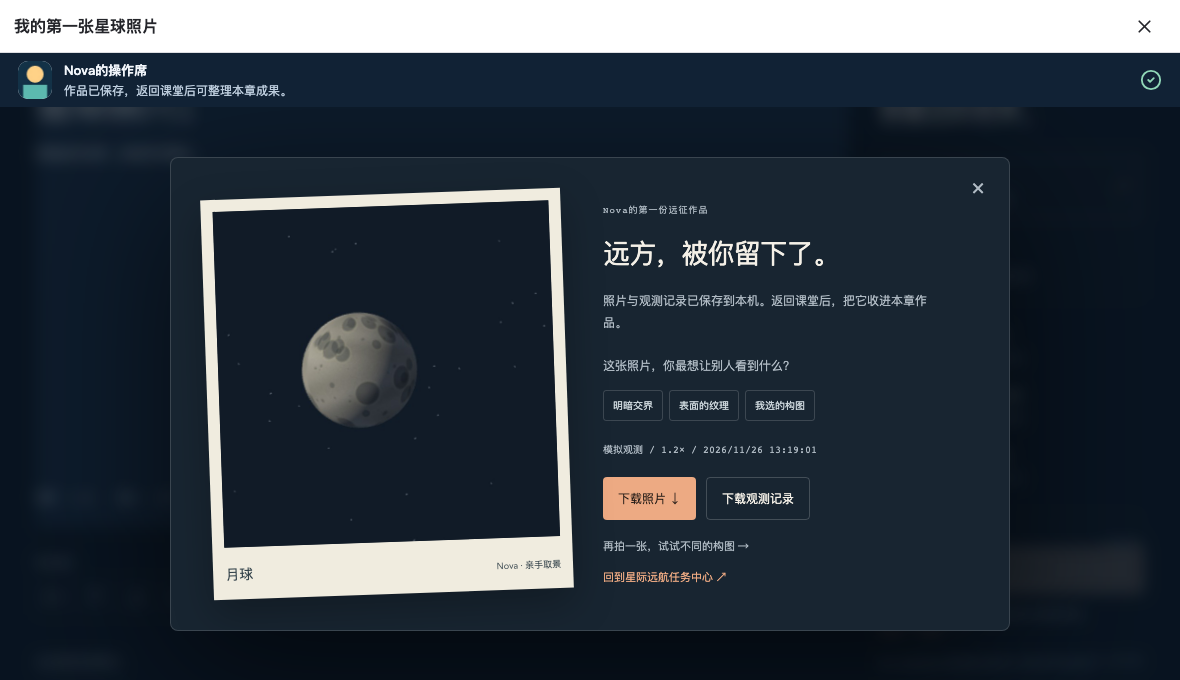 我的第一张星球照片
Nova的操作席
作品已保存，返回课堂后可整理本章成果。
Nova的第一份远征作品
远方，被你留下了。
照片与观测记录已保存到本机。返回课堂后，把它收进本章作
品。
这张照片，你最想让别人看到什么？
明暗交界 表面的纹理 我选的构图
模拟观测 / 1.2× / 2026/11/26 13:19:01
下载照片 ↓ 下载观测记录
再拍一张，试试不同的构图 →
回到星际远航任务中心 ↗
月球
Nova · 亲手取景